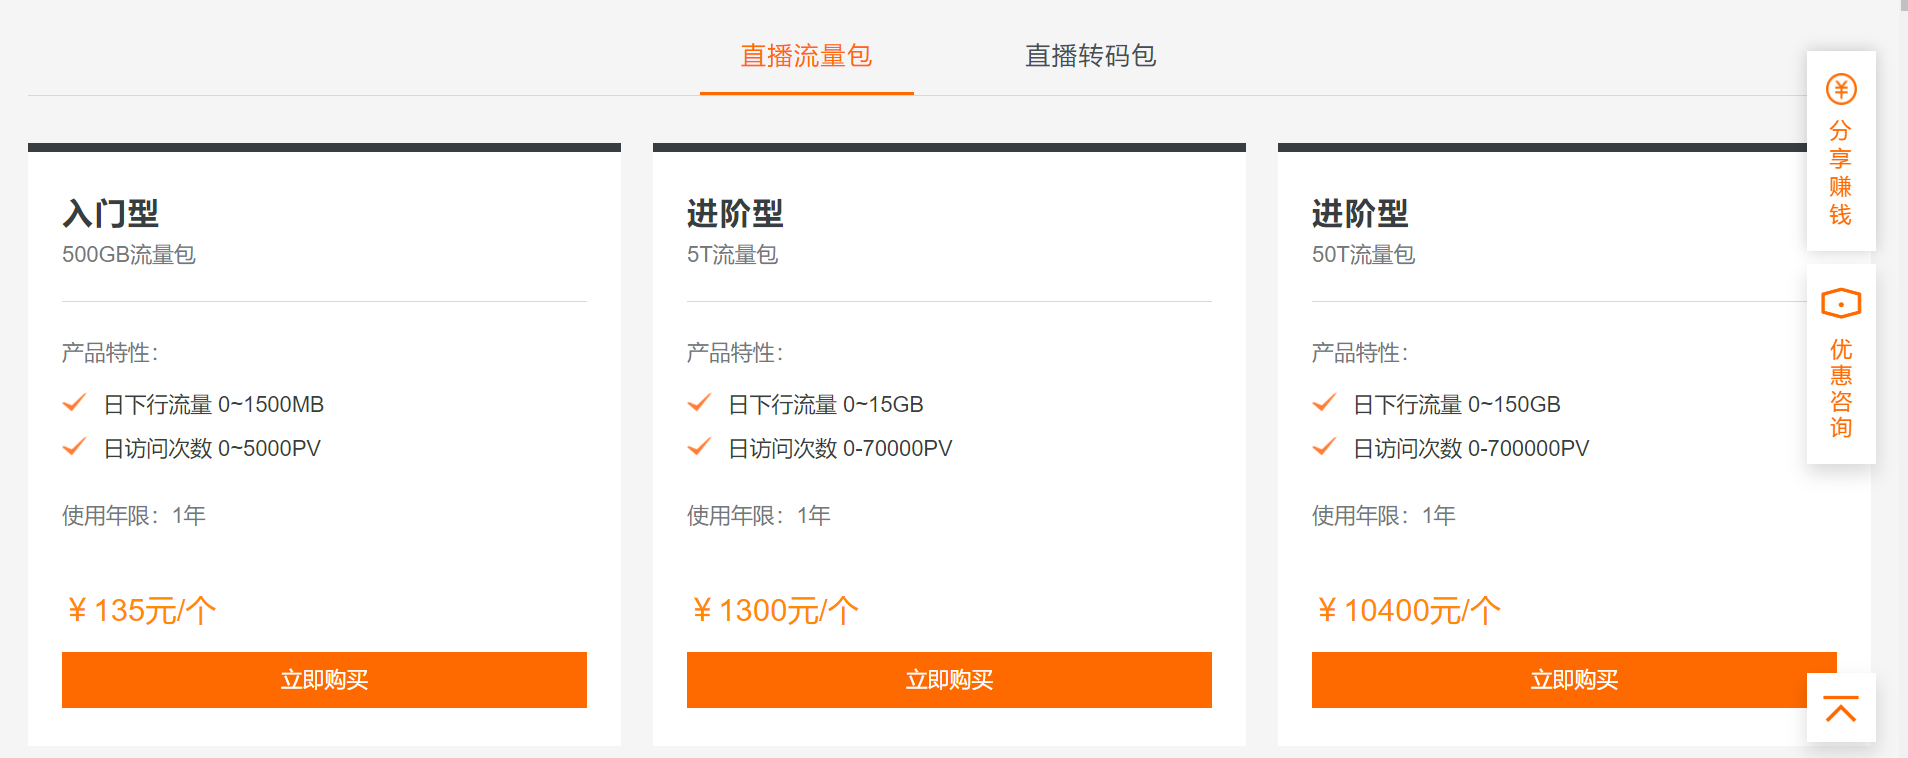 直播流量包
直播转码包
入门型
500GB流量包
产品特性：
日下行流量 0~1500MB
日访问次数 0~5000PV
使用年限：1年
￥135元/个
立即购买
进阶型
5T流量包
产品特性：
日下行流量 0~15GB
日访问次数 0-70000PV
使用年限：1年
￥1300元/个
立即购买
进阶型
50T流量包
产品特性：
日下行流量 0~150GB
日访问次数 0-700000PV
使用年限：1年
￥10400元/个
立即购买
¥
分享赚钱
优惠咨询